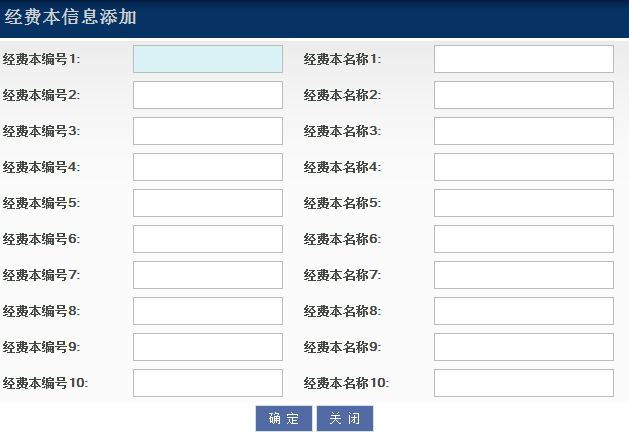 经费本信息添加
经费本编号1: 经费本名称1:
经费本编号2: 经费本名称2:
经费本编号3: 经费本名称3:
经费本编号4: 经费本名称4:
经费本编号5: 经费本名称5:
经费本编号6: 经费本名称6:
经费本编号7: 经费本名称7:
经费本编号8: 经费本名称8:
经费本编号9: 经费本名称9:
经费本编号10: 经费本名称10:
确 定 关 闭